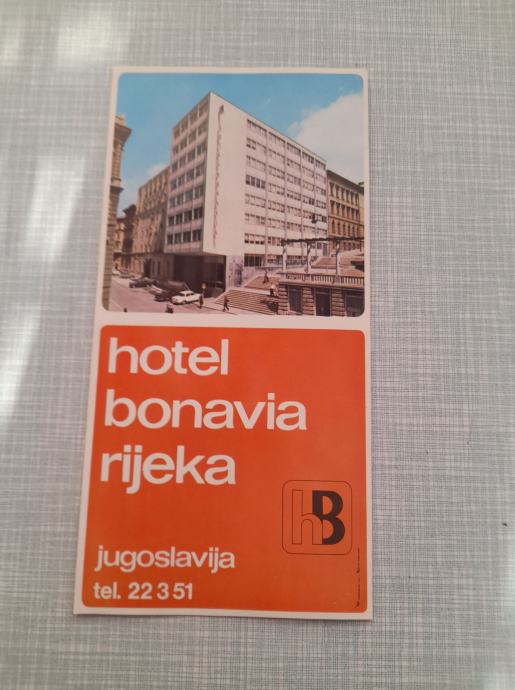 hotel
bonavia
rijeka
hB
jugoslavija
tel. 22 3 51